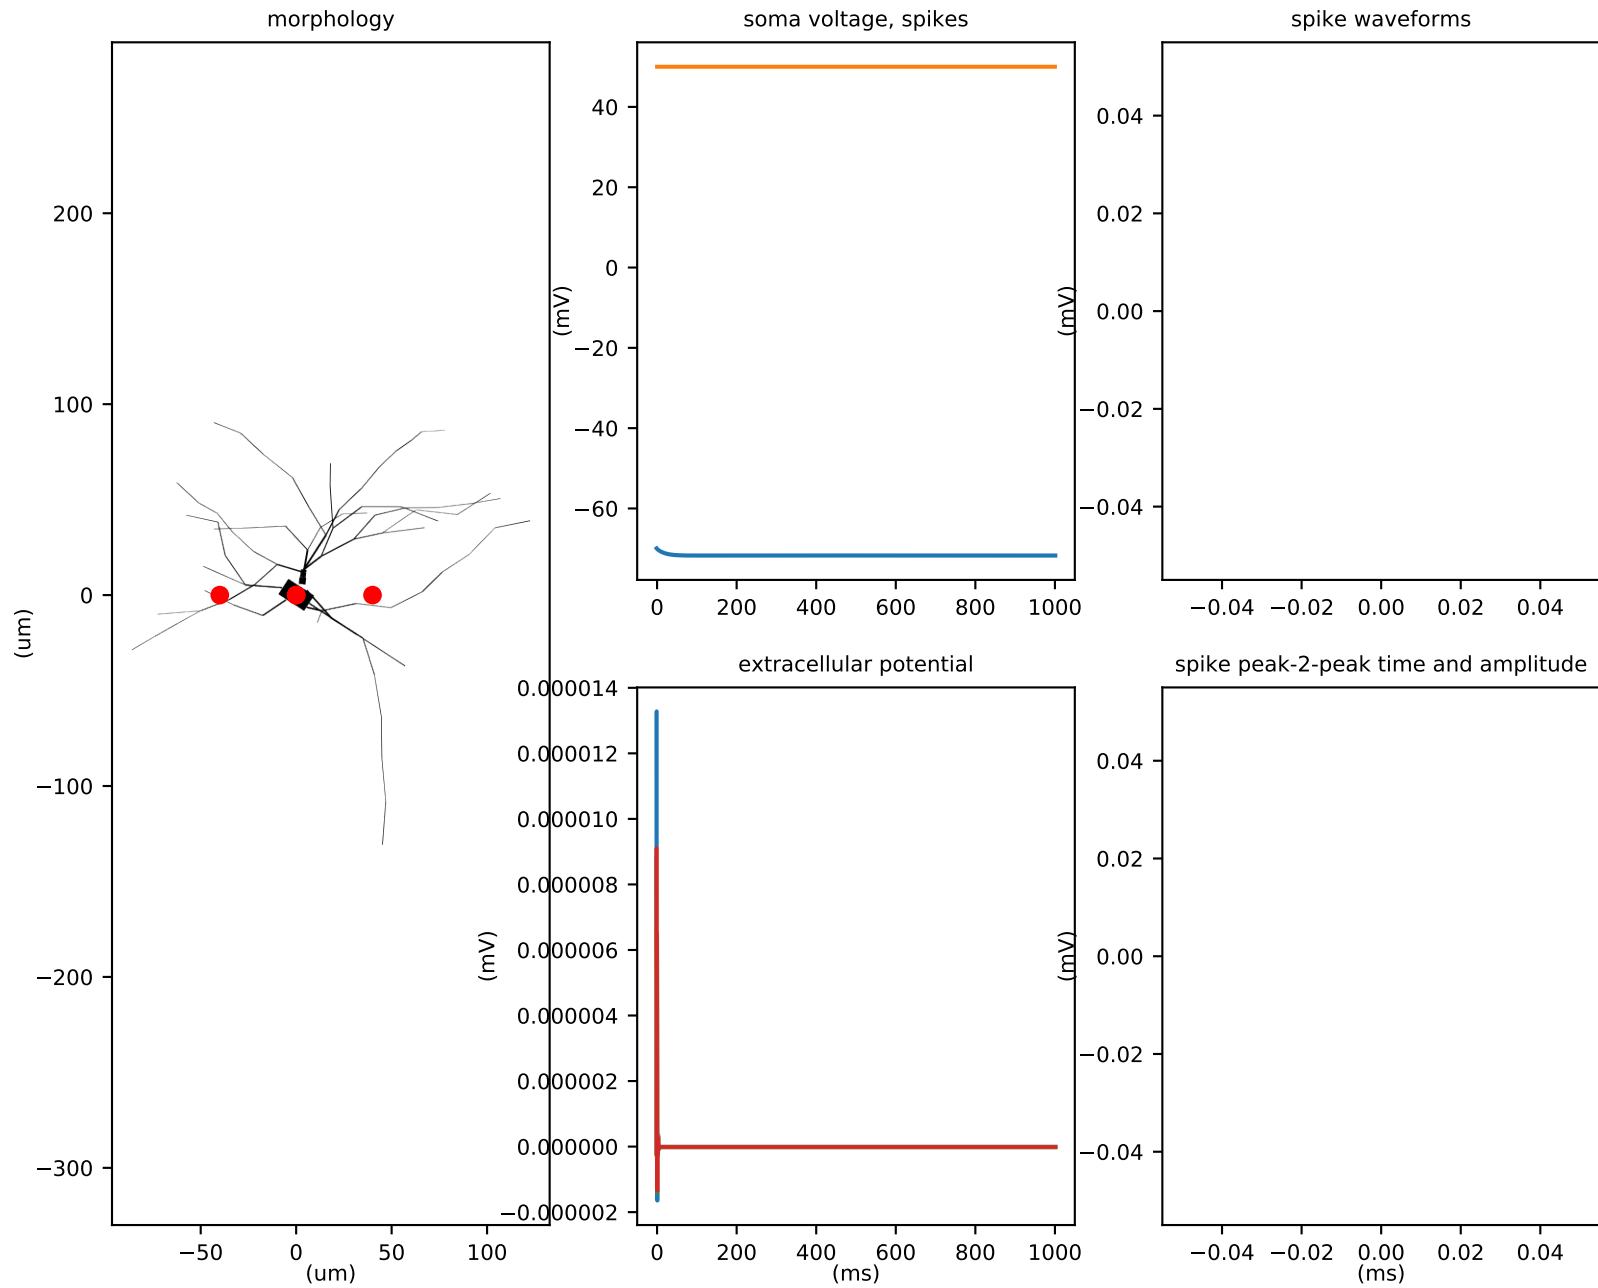 morphology
soma voltage, spikes
spike waveforms
200
100
0
−100
−200
−300
(um)
−50 0 50 100
(um)
40
20
0
−20
−40
−60
(mV)
0 200 400 600 800 1000
0.04
0.02
0.00
−0.02
−0.04
(mV)
−0.04 −0.02 0.00 0.02 0.04
extracellular potential
0.000014
0.000012
0.000010
0.000008
0.000006
0.000004
0.000002
0.000000
−0.000002
(mV)
0 200 400 600 800 1000
(ms)
spike peak-2-peak time and amplitude
0.04
0.02
0.00
−0.02
−0.04
(mV)
−0.04 −0.02 0.00 0.02 0.04
(ms)